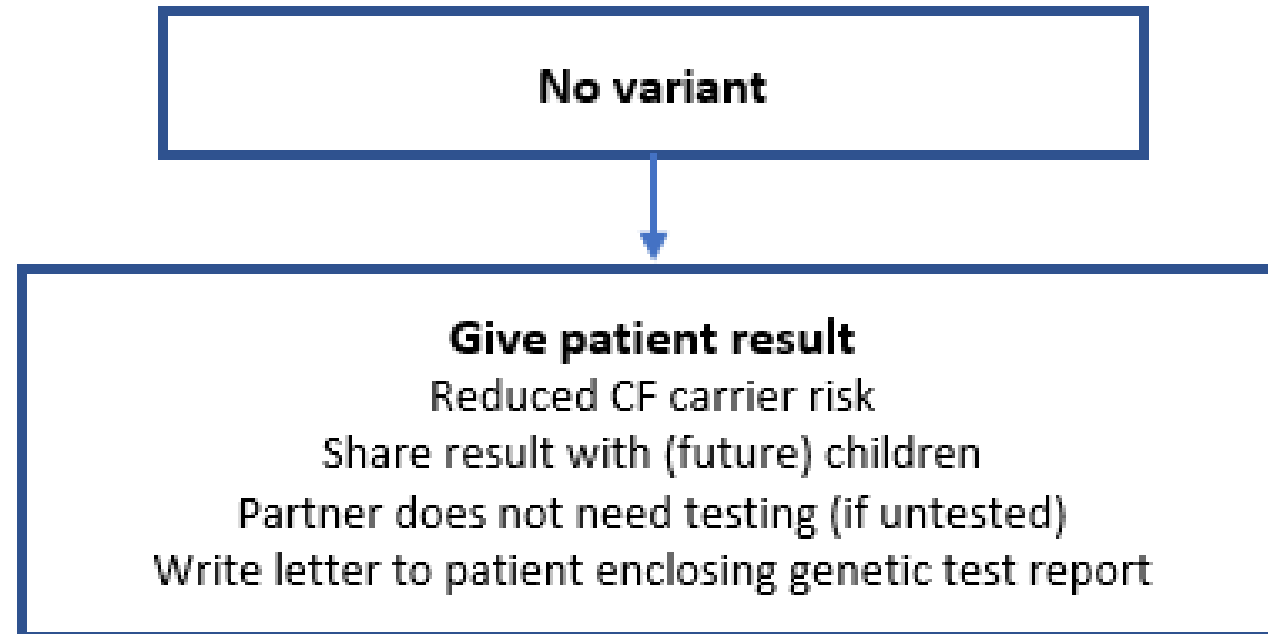 No variant
Give patient result
Reduced CF carrier risk
Share result with (future) children
Partner does not need testing (if untested)
Write letter to patient enclosing genetic test report